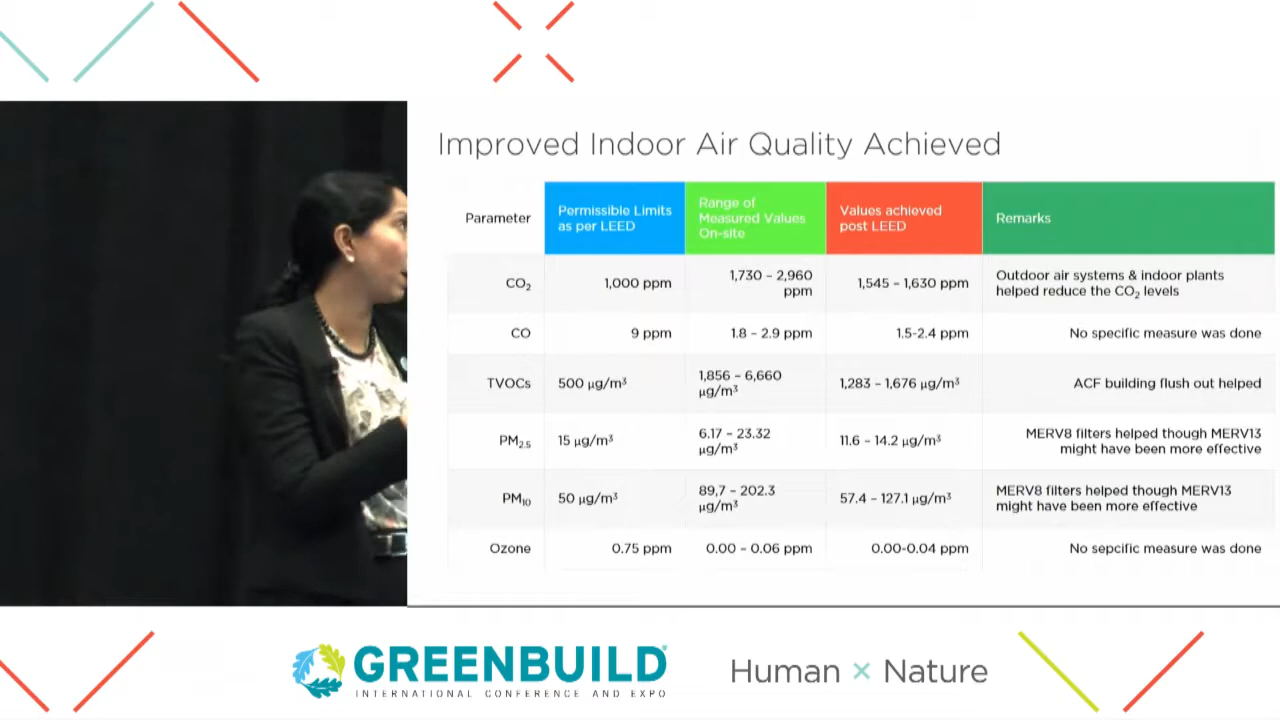 Improved Indoor Air Quality Achieved
Parameter
Permissible Limits
as per LEED
Range of
Measured Values
On-site
Values achieved
post LEED
Remarks
CO₂
1,000 ppm
1,730 – 2,960
ppm
1,545 – 1,630 ppm
Outdoor air systems & indoor plants
helped reduce the CO₂ levels
CO
9 ppm
1.8 – 2.9 ppm
1.5-2.4 ppm
No specific measure was done
TVOCs
500 µg/m³
1,856 – 6,660
µg/m³
1,283 – 1,676 µg/m³
ACF building flush out helped
PM₂.₅
15 µg/m³
6.17 – 23.32
µg/m³
11.6 – 14.2 µg/m³
MERV8 filters helped though MERV13
might have been more effective
PM₁₀
50 µg/m³
89,7 – 202.3
µg/m³
57.4 – 127.1 µg/m³
MERV8 filters helped though MERV13
might have been more effective
Ozone
0.75 ppm
0.00 – 0.06 ppm
0.00-0.04 ppm
No sepcific measure was done
GREENBUILD
INTERNATIONAL CONFERENCE AND EXPO
Human × Nature